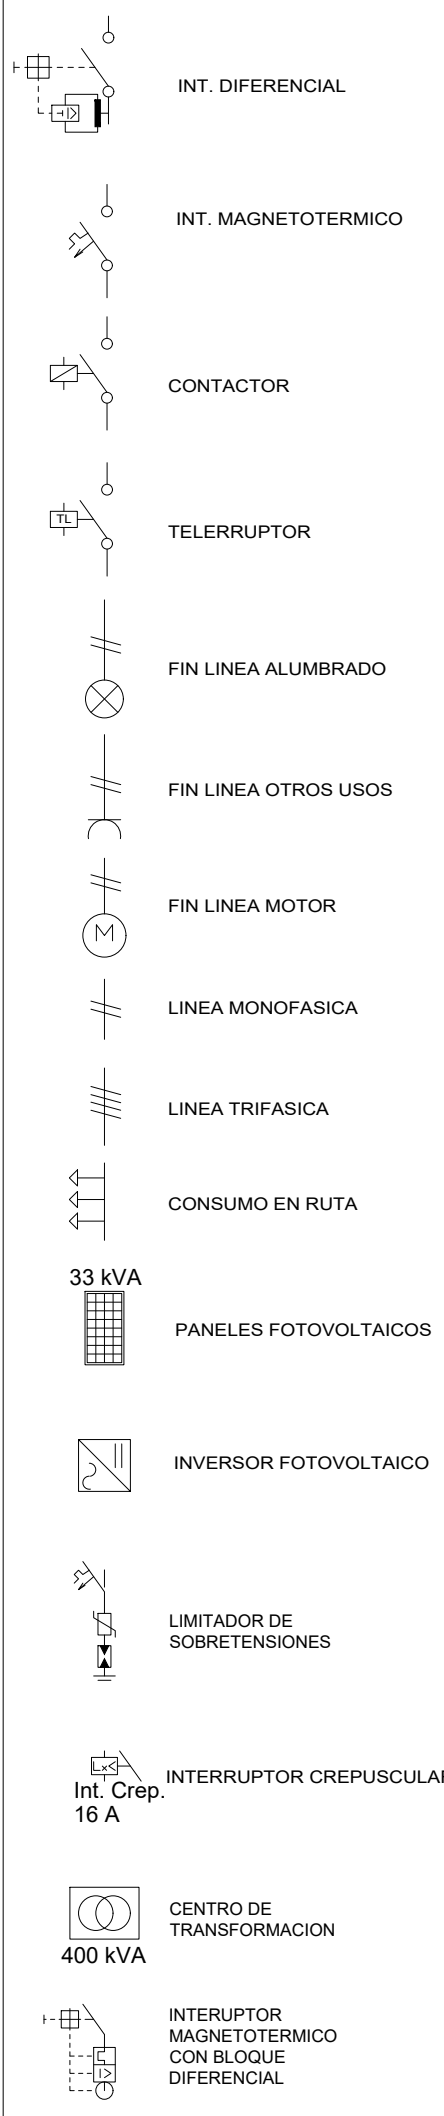 INT. DIFERENCIAL
I>
INT. MAGNETOTERMICO
CONTACTOR
TL
TELERRUPTOR
FIN LINEA ALUMBRADO
FIN LINEA OTROS USOS
FIN LINEA MOTOR
M
LINEA MONOFASICA
LINEA TRIFASICA
CONSUMO EN RUTA
33 kVA
PANELES FOTOVOLTAICOS
INVERSOR FOTOVOLTAICO
LIMITADOR DE
SOBRETENSIONES
Lx<
INTERRUPTOR CREPUSCULAR
Int. Crep.
16 A
CENTRO DE
TRANSFORMACION
400 kVA
INTERUPTOR
MAGNETOTERMICO
CON BLOQUE
DIFERENCIAL
I>